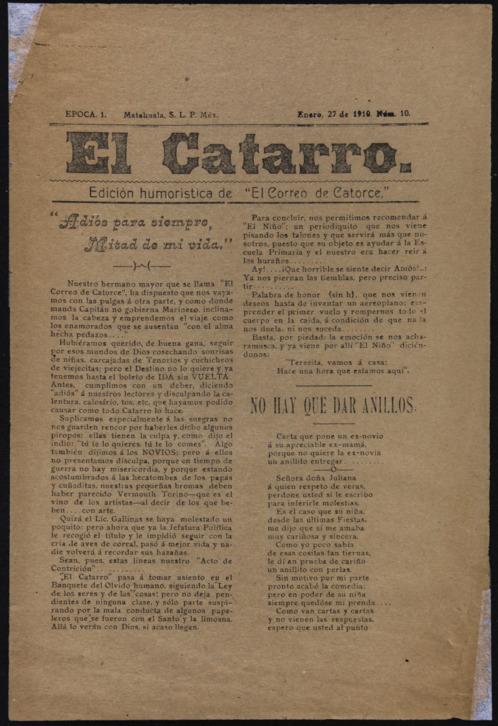 EPOCA. 1. Matehuala, S. L. P. Méx. Enero, 27 de 1910. Núm. 10.
El Catarro.
Edición humoristica de "El Correo de Catorce."
"Adiós para siempre,
Mitad de mi vida."
Nuestro hermano mayor que se llama "El
Correo de Catorce", ha dispuesto que nos vaya-
mos con las pulgas á otra parte, y como donde
manda Capitán no gobierna Marinero, inclina-
mos la cabeza y emprendemos el viaje como
los enamorados que se ausentan "con el alma
hecha pedazos.....
Hubiéramos querido, de buena gana, seguir
por esos mundos de Dios cosechando sonrisas
de niñas, carcajadas de Tenorios y cuchicheos
de viejecitas; pero el Destino no lo quiere y ya
tenemos hasta el boleto de IDA sin VUELTA.
Antes, cumplimos con un deber, diciendo
"adiós" á nuestros lectores y disculpando la ca-
lentura, calosfrio, tos, etc, que hayamos podido
causar como todo Catarro lo hace.
Suplicamos especialmente á las suegras no
nos guarden rencor por haberles dicho algunos
piropos: ellas tienen la culpa y, como dijo el
indio: "tú te lo quieres, tú te lo comes". Algo
también dijimos á los NOVIOS; pero á ellos
no presentamos disculpa, porque en tiempo de
guerra no hay misericordia, y porque estando
acostumbrados á las hecatombes de los papás
y cuñaditas, nuestras pequeñas bromas deben
haber parecido Vermouth Torino—que es el
vino de los artistas—al decir de los que be-
ben....con arte.
Quizá el Lic. Gallinas se haya molestado un
poquito; pero ahora que ya la Jefatura Política
le recogió el título y le impidió seguir con la
cría de aves de corral, pasó á mejor vida y na-
die volverá á recordar sus hazañas.
Sean, pues, estas lineas nuestro "Acto de
Contrición"
"El Catarro" pasa á tomar asiento en el
Banquete del Olvido humano, siguiendo la Ley
de los seres y de las cosas; pero no deja pen-
dientes de ninguna clase, y sólo parte suspi-
rando por la mala conducta de algunos pape-
leros que se fueron con el Santo y la limosna.
Allá lo verán con Dios, si acaso llegan.
Para concluir, nos permitimos recomendar á
"El Niño"; un periodiquito que nos viene
pisando los talones y que servirá más que no-
sotros, puesto que su objeto es ayudar á la Es-
cuela Primaria y el nuestro era hacer reir á
los huraños.......
Ay!....¡Que horrible se siente decir ADIÓS!..
Ya nos piernan las tiemblas, pero preciso par-
tir
Palabra de honor (sin h), que nos vienen
deseos hasta de inventar un aereoplano; em-
prender el primer vuelo y rompernos todo el
cuerpo en la caida, á condición de que nada
nos duela, ni nos suceda.
Basta, por piedad: la emoción se nos acha-
ramusca, y ya viene por allí "El Niño" dicién-
donos:
"Teresita, vamos á casa;
Hace una hora que estamos aquí".
NO HAY QUE DAR ANILLOS.
Carta que pone un ex-novio
á su apreciable ex-mamá,
porque no quiere la ex-novia
un anillito entregar
Señora doña Juliana
á quien respeto de veras,
perdone usted si le escribo
para inferirle molestias.
Es el caso que su niña,
desde las últimas Fiestas,
me dijo que si me amaba
muy cariñosa y sincera.
Como yo poco sabía
de esas cositas tan tiernas,
le dí en prueba de cariño
un anillito con perlas.
Sin motivo por mi parte
pronto acabó la comedia;
pero en poder de su niña
siempre quedóse mi prenda
Como van cartas y cartas
y no vienen las respuestas,
espero que usted al punto